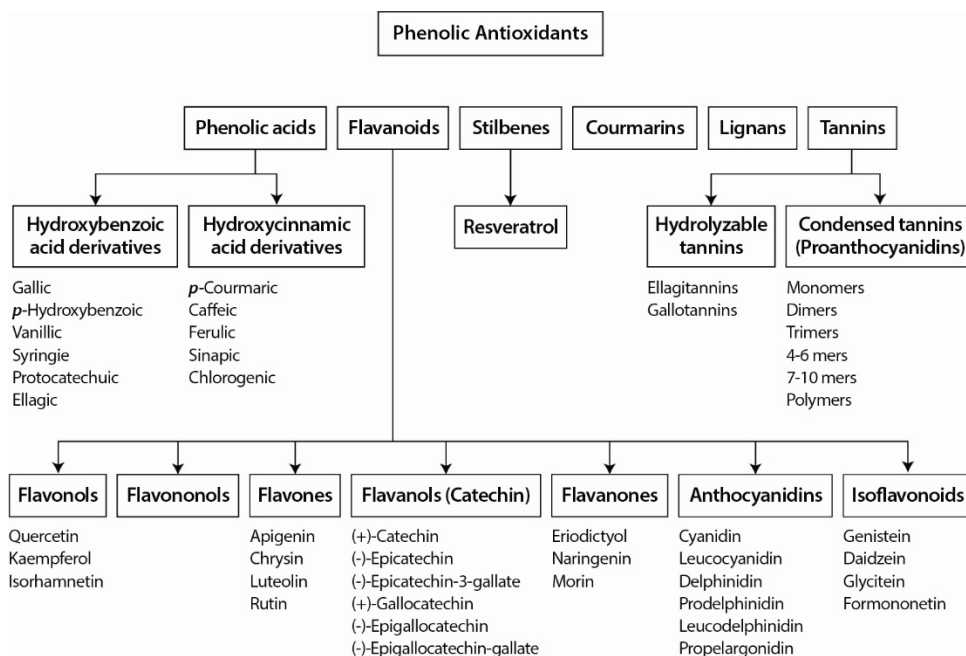 Phenolic Antioxidants
Phenolic acids
Flavanoids
Stilbenes
Courmarins
Lignans
Tannins
Hydroxybenzoic
acid derivatives
Gallic
p-Hydroxybenzoic
Vanillic
Syringie
Protocatechuic
Ellagic
Hydroxycinnamic
acid derivatives
p-Courmaric
Caffeic
Ferulic
Sinapic
Chlorogenic
Resveratrol
Hydrolyzable
tannins
Ellagitannins
Gallotannins
Condensed tannins
(Proanthocyanidins)
Monomers
Dimers
Trimers
4-6 mers
7-10 mers
Polymers
Flavonols
Quercetin
Kaempferol
Isorhamnetin
Flavononols
Flavones
Apigenin
Chrysin
Luteolin
Rutin
Flavanols (Catechin)
(+)-Catechin
(-)-Epicatechin
(-)-Epicatechin-3-gallate
(+)-Gallocatechin
(-)-Epigallocatechin
(-)-Epigallocatechin-gallate
Flavanones
Eriodictyol
Naringenin
Morin
Anthocyanidins
Cyanidin
Leucocyanidin
Delphinidin
Prodelphinidin
Leucodelphinidin
Propelargonidin
Isoflavonoids
Genistein
Daidzein
Glycitein
Formononetin